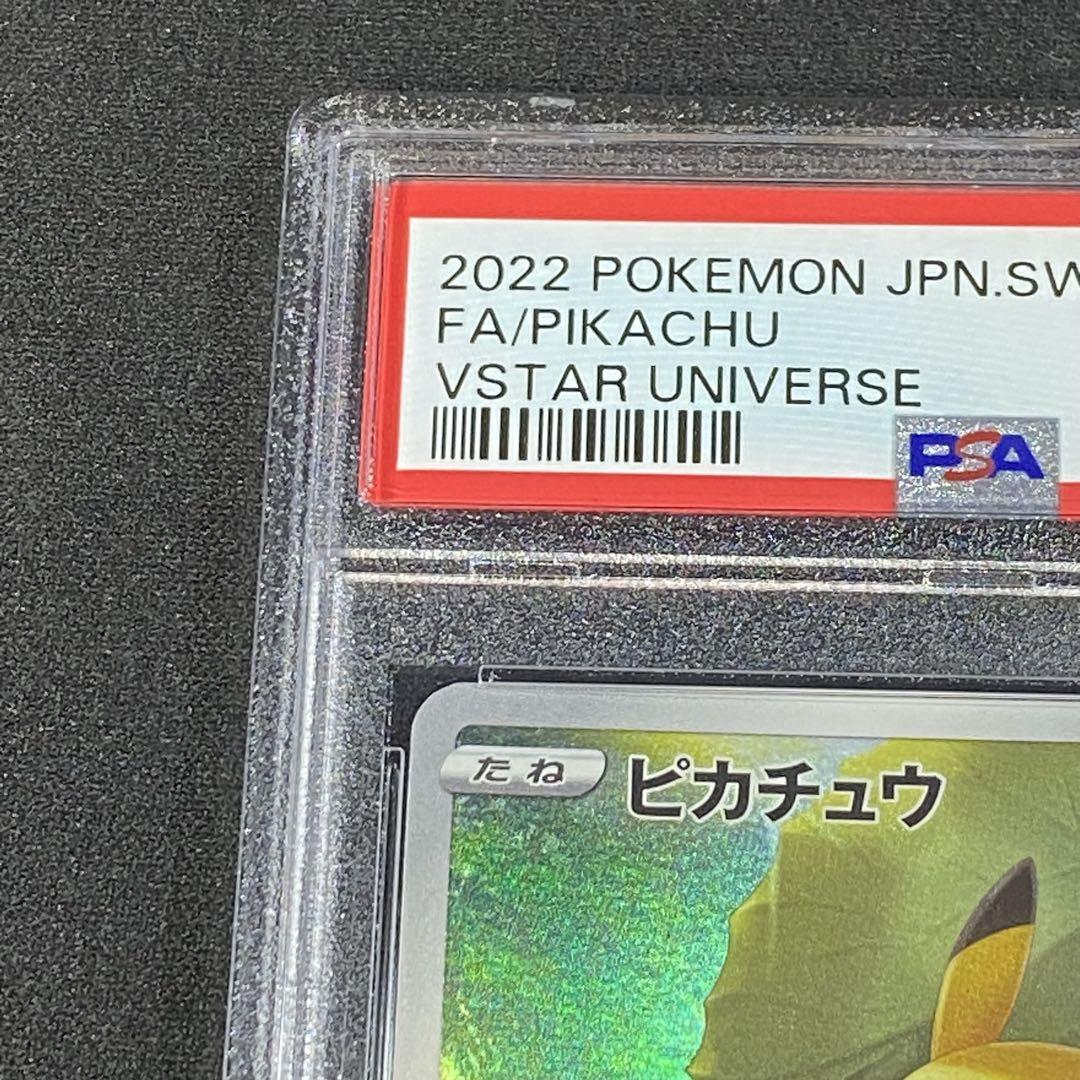 2022 POKEMON JPN.SW
FA/PIKACHU
VSTAR UNIVERSE
PSA
たね ピカチュウ